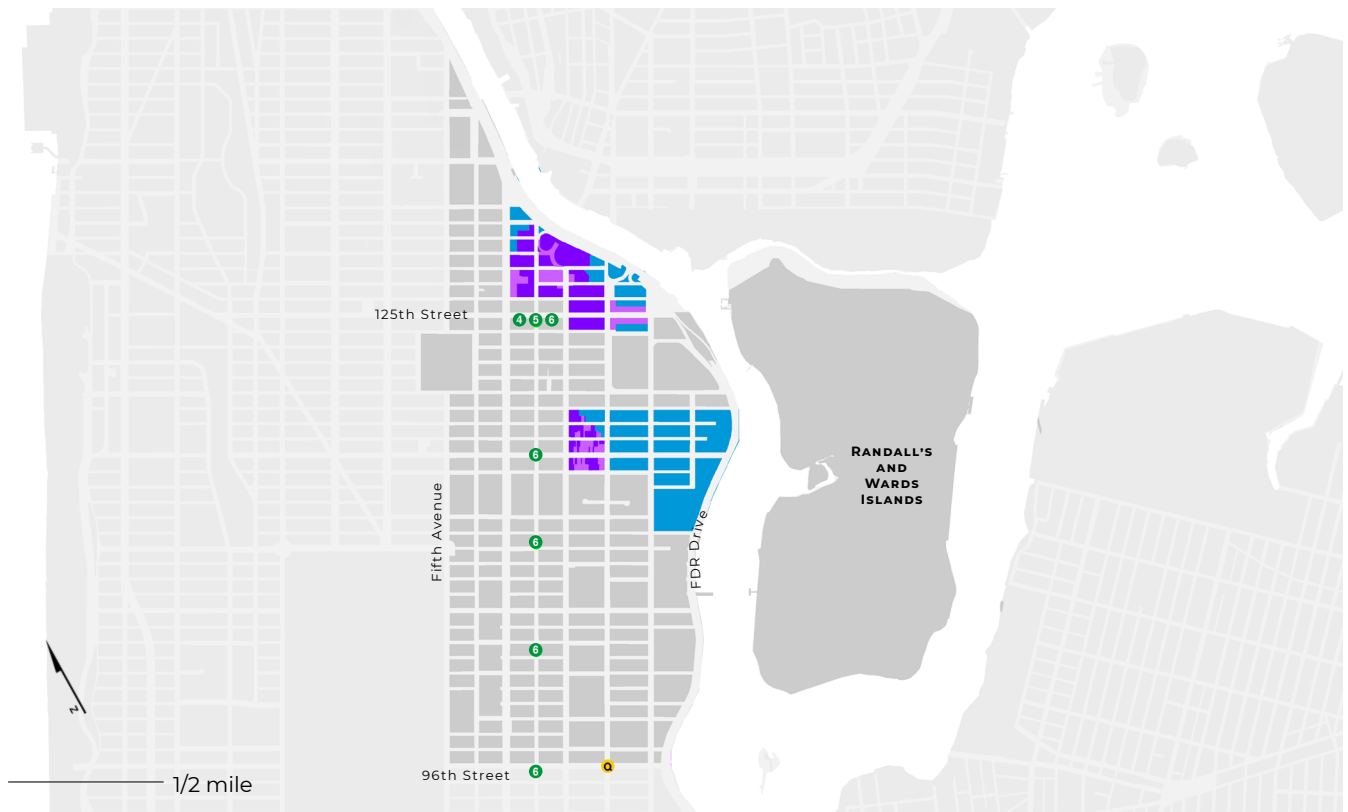 125th Street
4 5 6
6
RANDALL'S
AND
WARDS
ISLANDS
Fifth Avenue
FDR Drive
6
6
N
96th Street
6
Q
1/2 mile